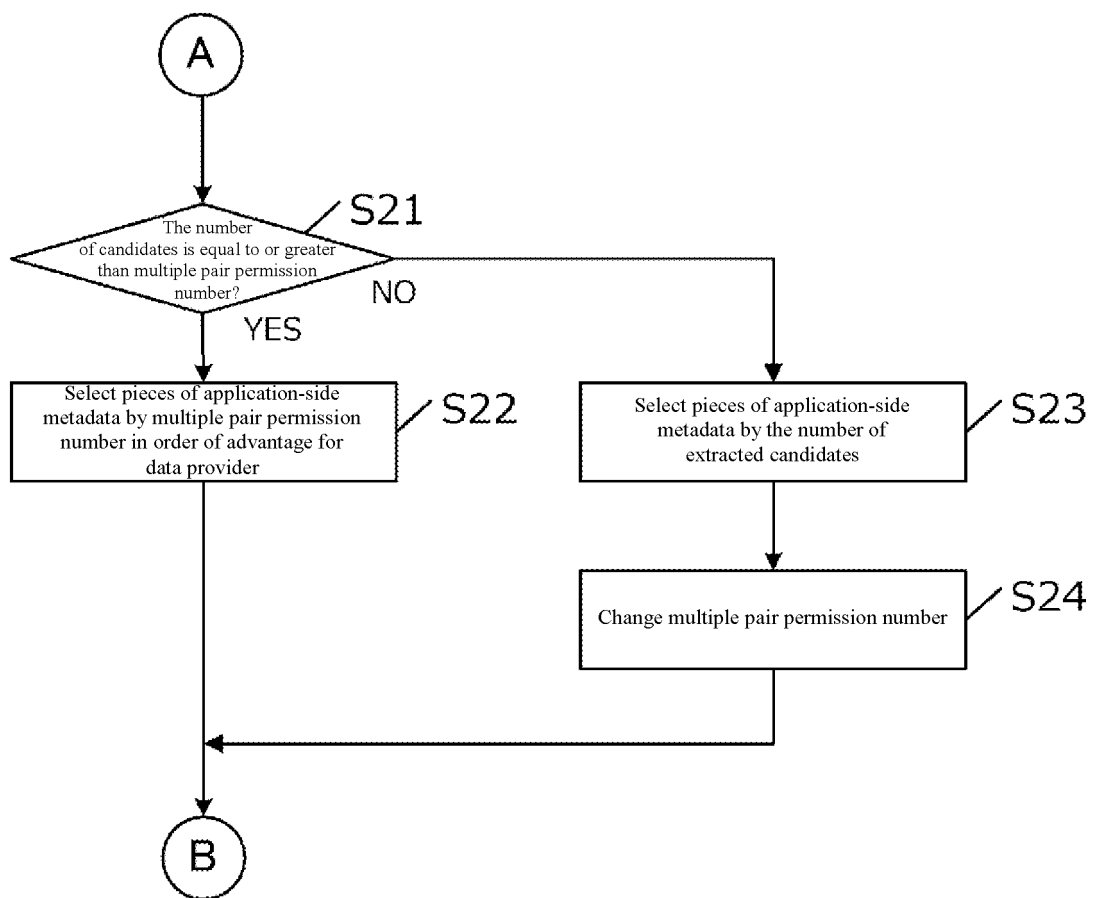 A
S21
The number
of candidates is equal to or greater
than multiple pair permission
number?
NO
YES
Select pieces of application-side
metadata by multiple pair permission
number in order of advantage for
data provider
S22
Select pieces of application-side
metadata by the number of
extracted candidates
S23
Change multiple pair permission number
S24
B